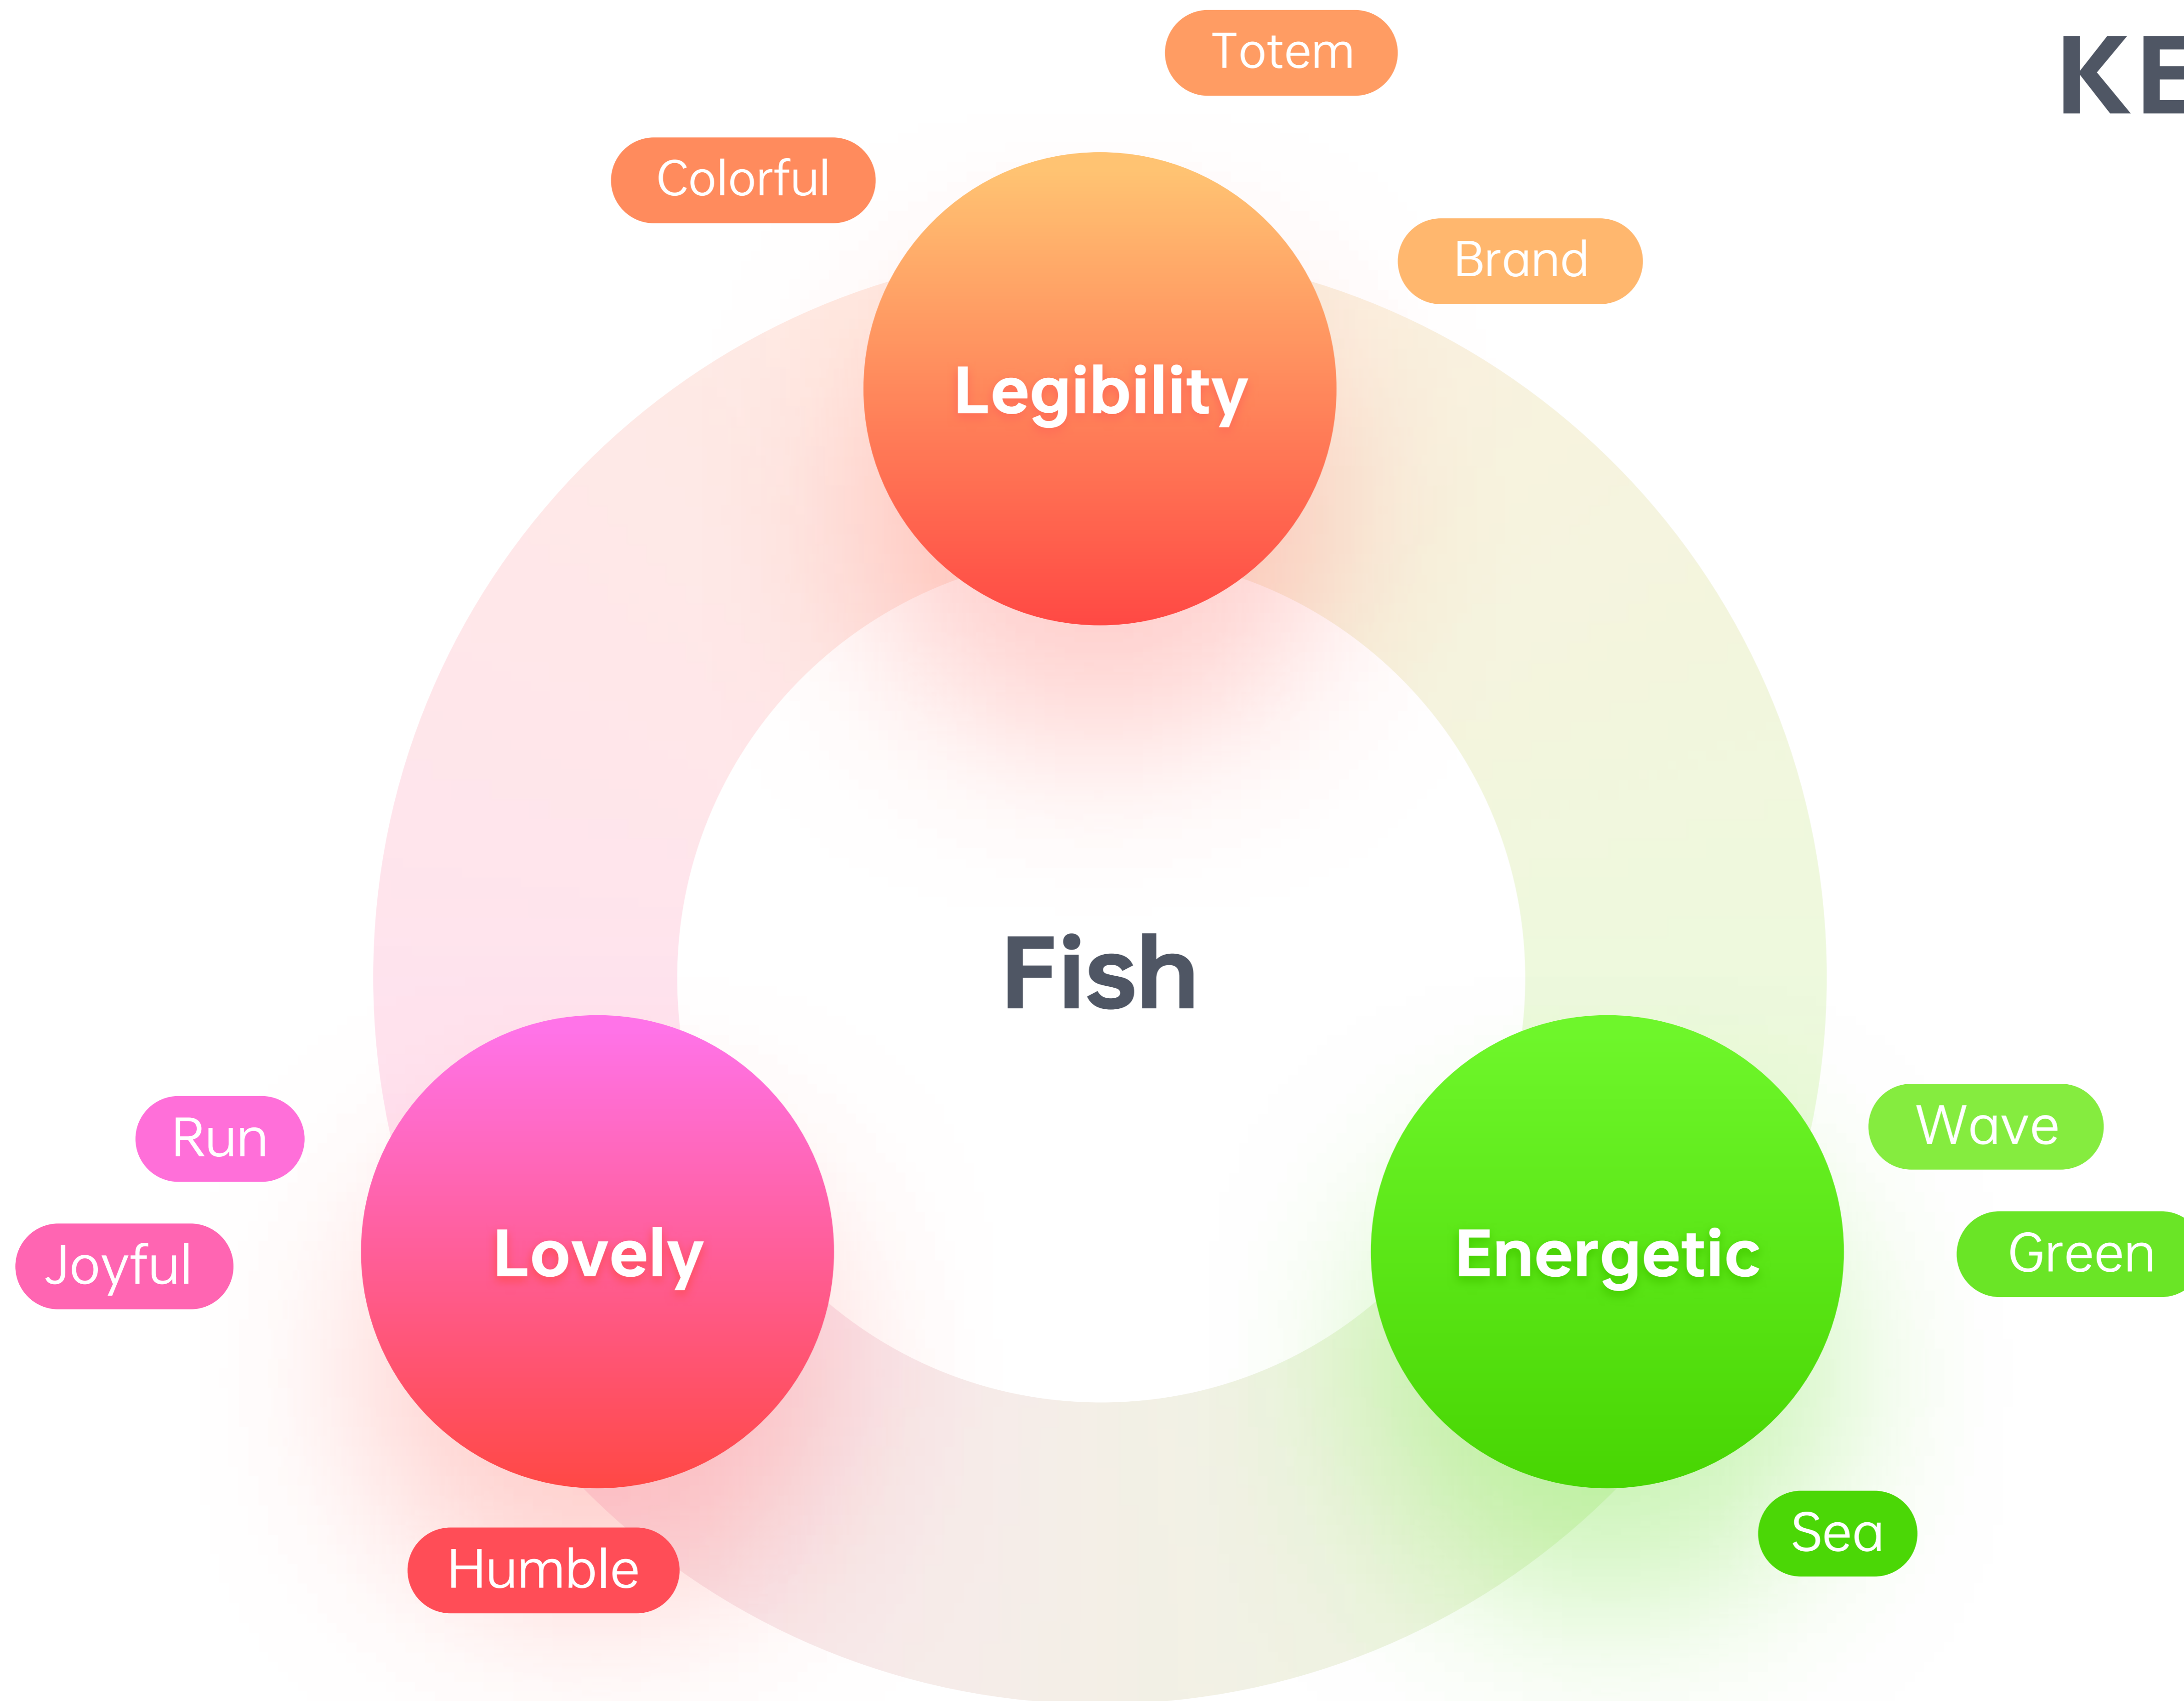 Totem
KE
Colorful
Brand
Legibility
Fish
Run
Wave
Joyful
Lovely
Energetic
Green
Sea
Humble